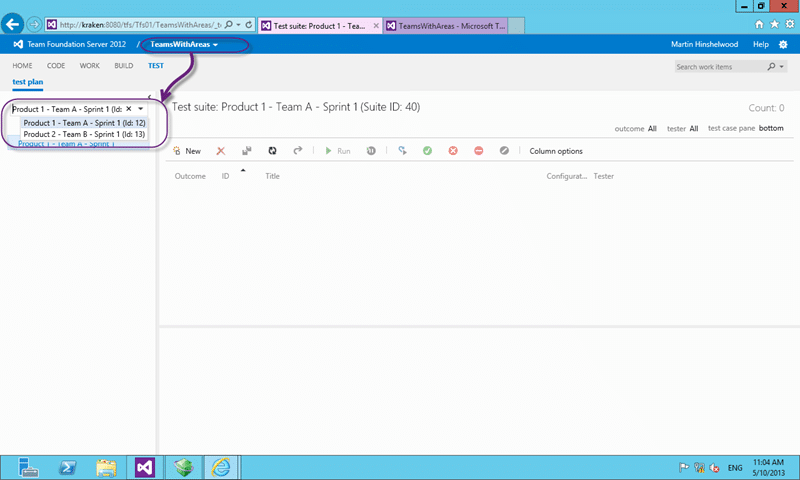 http://kraken:8080/tfs/Tfs01/TeamsWithAreas/_te
Test suite: Product 1 - Tea...
TeamsWithAreas - Microsoft T...
Team Foundation Server 2012 / TeamsWithAreas
Martin Hinshelwood Help
HOME CODE WORK BUILD TEST
Search work items
test plan
Product 1 - Team A - Sprint 1 (Id:
Product 1 - Team A - Sprint 1 (Id: 12)
Product 2 - Team B - Sprint 1 (Id: 13)
Product 1 - Team A - Sprint 1
Test suite: Product 1 - Team A - Sprint 1 (Suite ID: 40)
Count: 0
outcome All tester All test case pane bottom
New Run Column options
Outcome ID Title Configurat... Tester
ENG
11:04 AM
5/10/2013